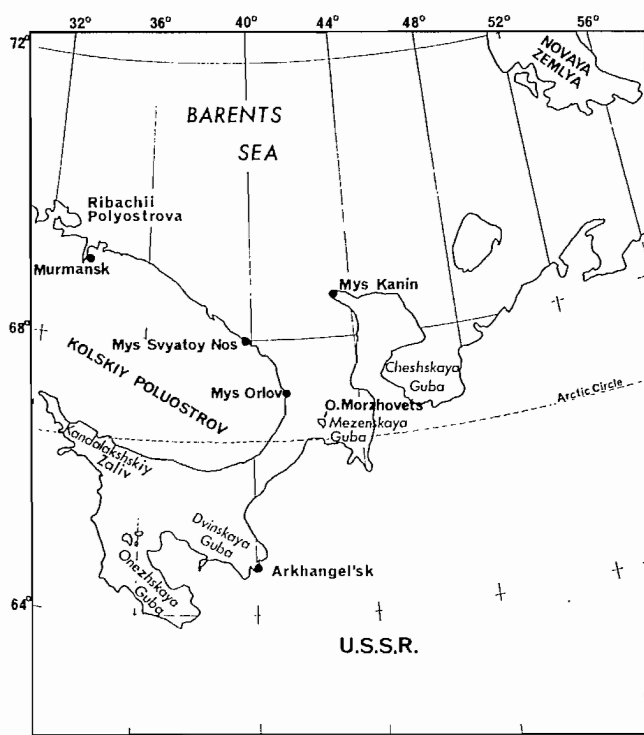 32° 40° 44° 48° 52° 56°
72°
NOVAYA
ZEMLYA
BARENTS
SEA
Ribachii
Polyostrova
Murmansk
Mys Kanin
68°
Mys Svyatoy Nos
KOLSKIY POLUOSTROV
Cheshskaya
Guba
Mys Orlov
O.Morzhovets
Arctic Circle
Mezenskaya
Guba
Kandalakshskiy
Zaliv
Dvinskaya
Guba
Onezhskaya
Guba
Arkhangel'sk
64°
U.S.S.R.